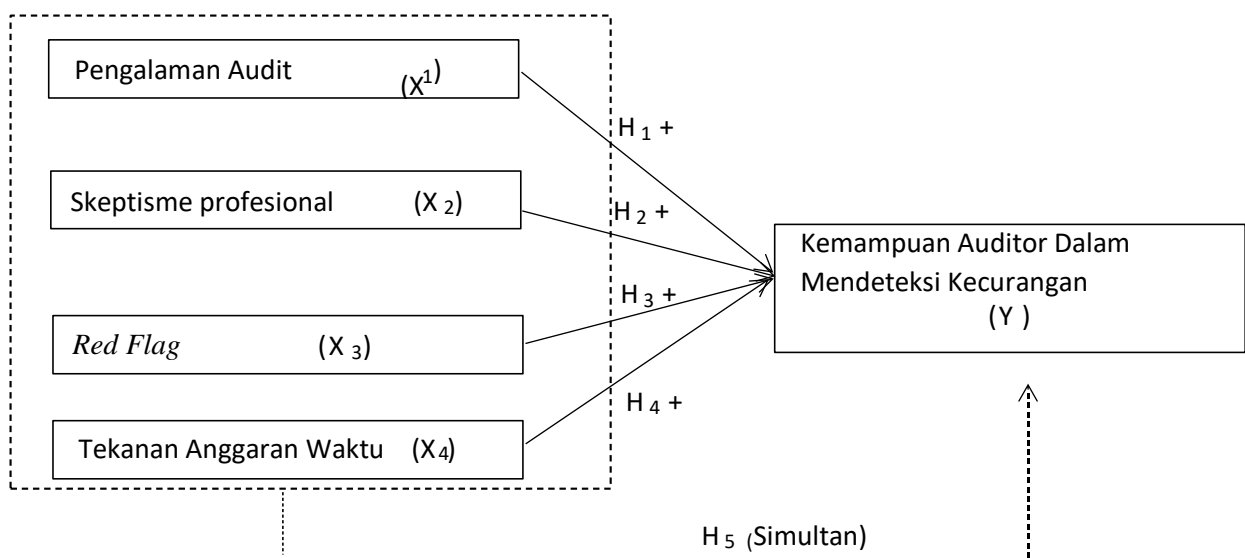 Pengalaman Audit (X1)
H 1 +
Skeptisme profesional (X 2)
H 2 +
Kemampuan Auditor Dalam
Mendeteksi Kecurangan
(Y )
H 3 +
Red Flag (X 3)
H 4 +
Tekanan Anggaran Waktu (X4)
H 5 (Simultan)